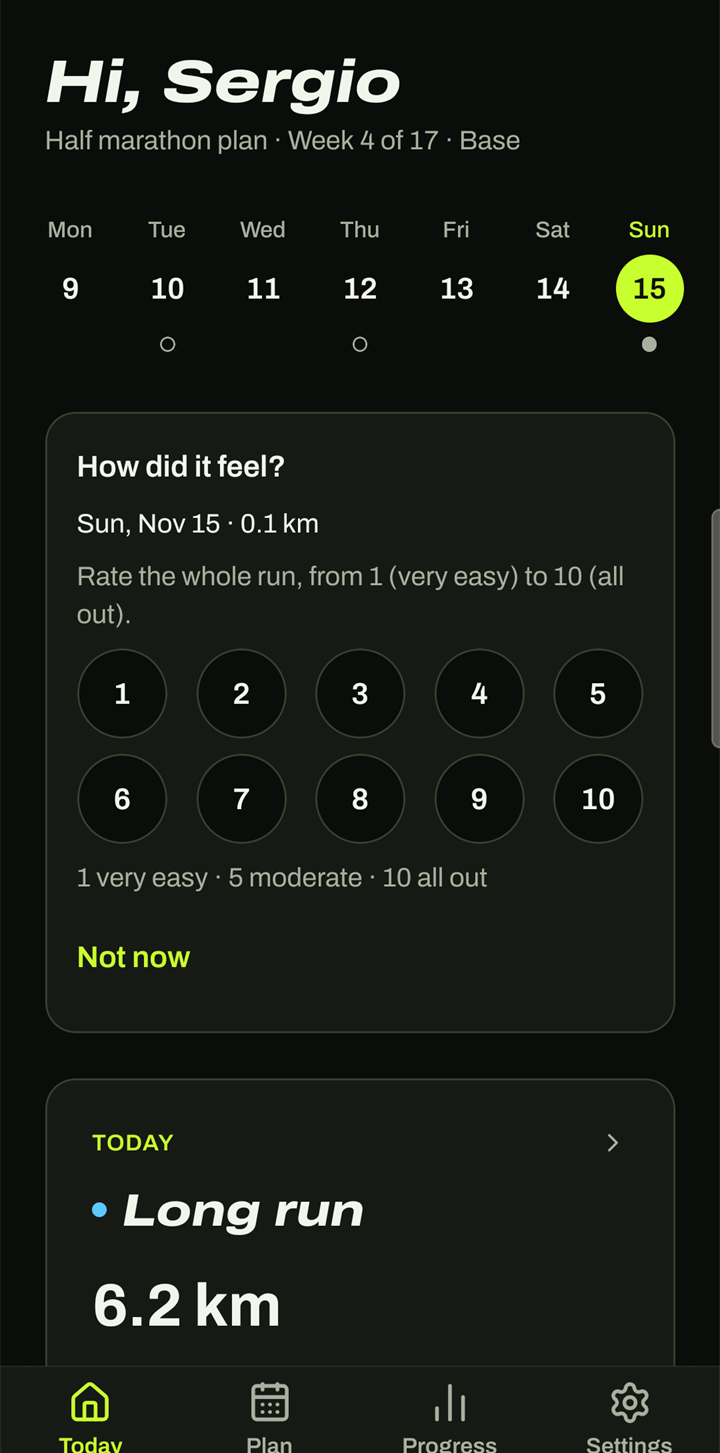 Hi, Sergio
Half marathon plan · Week 4 of 17 · Base
Mon Tue Wed Thu Fri Sat Sun
9 10 11 12 13 14 15
How did it feel?
Sun, Nov 15 · 0.1 km
Rate the whole run, from 1 (very easy) to 10 (all
out).
1 2 3 4 5
6 7 8 9 10
1 very easy · 5 moderate · 10 all out
Not now
TODAY
Long run
6.2 km
Today Plan Progress Settings